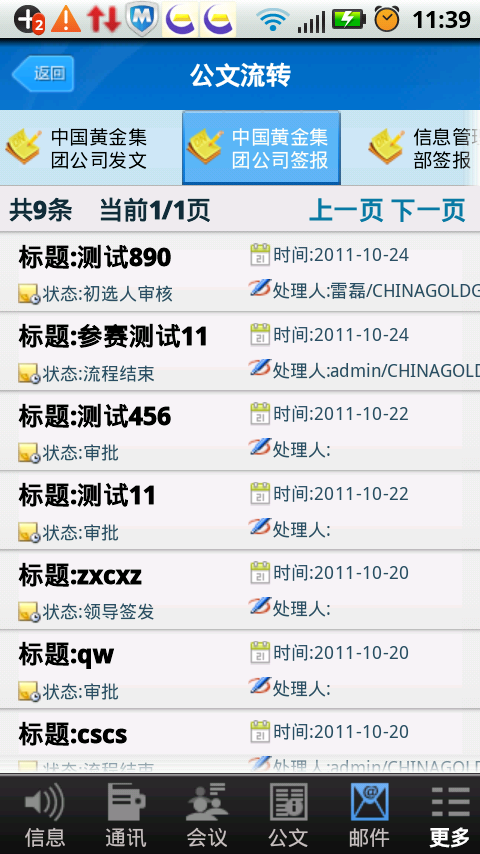 2
11:39
返回
公文流转
中国黄金集
团公司发文
中国黄金集
团公司签报
信息管
部签报
共9条 当前1/1页 上一页 下一页
标题:测试890 时间:2011-10-24
状态:初选人审核 处理人:雷磊/CHINAGOLDG
标题:参赛测试11 时间:2011-10-24
状态:流程结束 处理人:admin/CHINAGOLD
标题:测试456 时间:2011-10-22
状态:审批 处理人:
标题:测试11 时间:2011-10-22
状态:审批 处理人:
标题:zxcxz 时间:2011-10-20
状态:领导签发 处理人:
标题:qw 时间:2011-10-20
状态:审批 处理人:
标题:cscs 时间:2011-10-20
状态:流程结束 处理人:admin/CHINAGOLD
信息 通讯 会议 公文 邮件 更多